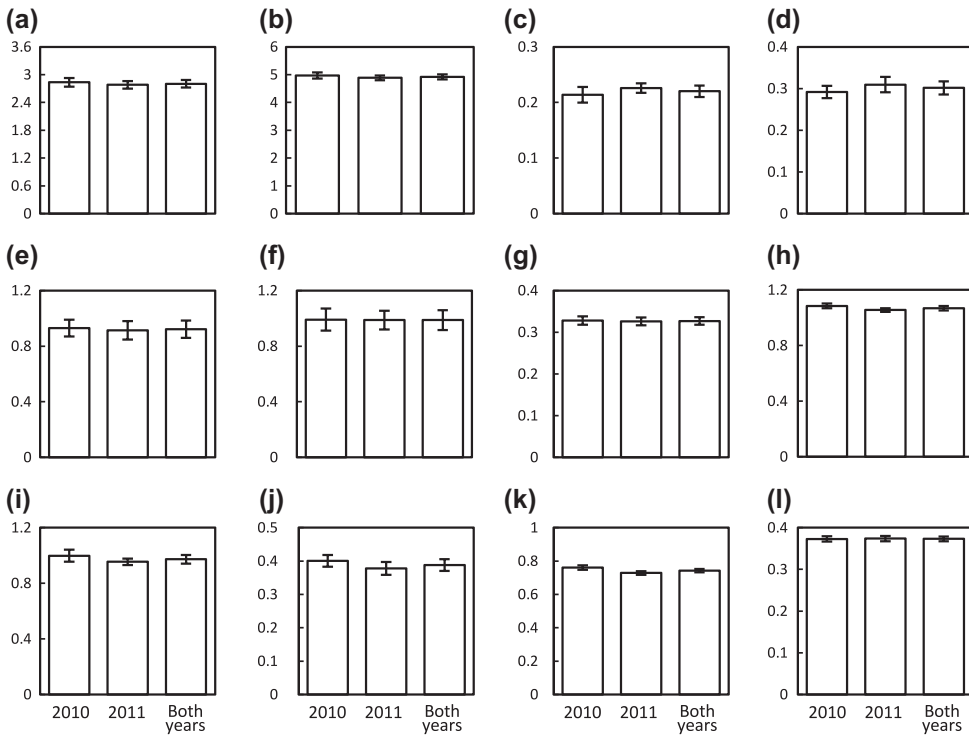 (a) (b) (c) (d)
3.6 6 0.3 0.4
3 5
2.4 4 0.2 0.3
1.8 3 0.2
1.2 2 0.1
0.6 1 0.1
0 0 0 0
(e) (f) (g) (h)
1.2 1.2 0.4 1.2
0.8 0.8 0.3 0.8
0.2
0.4 0.4 0.1 0.4
0 0 0 0
(i) (j) (k) (l)
1.2 0.5 1 0.4
0.8 0.4 0.8 0.3
0.3 0.6
0.2 0.4 0.2
0.4 0.1 0.2 0.1
0 0 0 0
2010 2011 Both 2010 2011 Both 2010 2011 Both 2010 2011 Both
years years years years